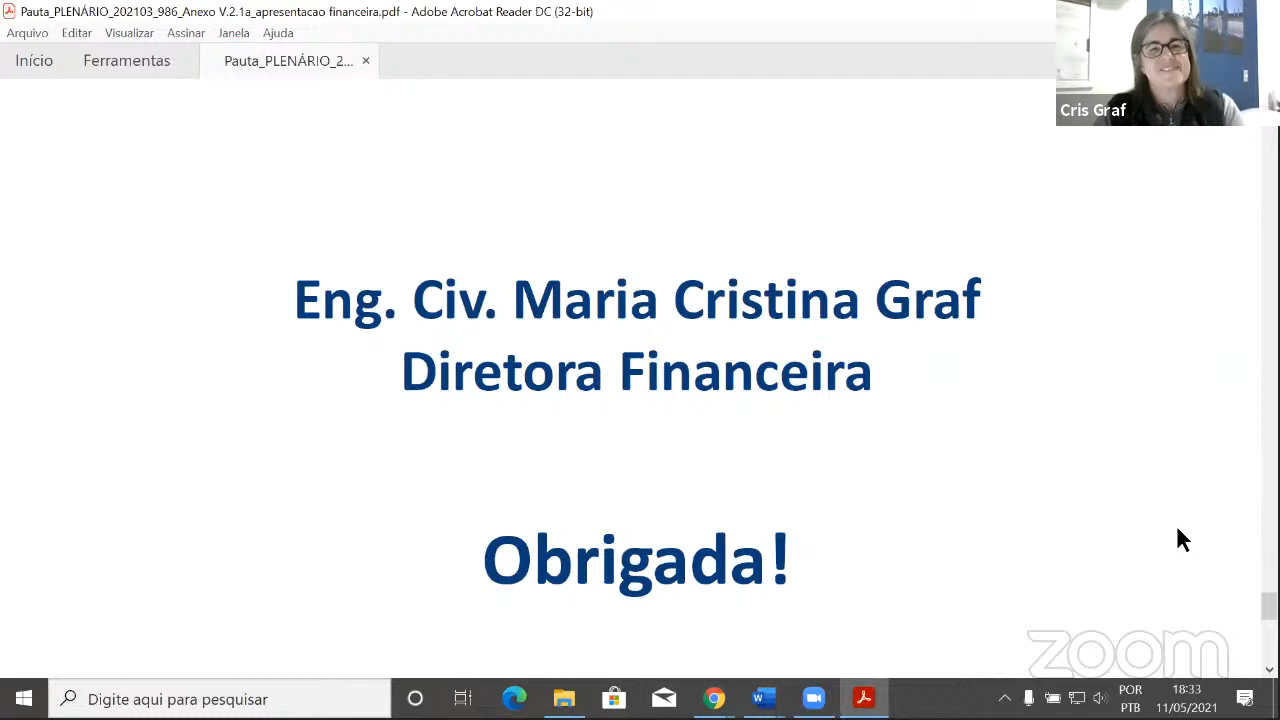 Pauta_PLENÁRIO_202103_986_Anexo V.2.1a_apresentacao financeira.pdf - Adobe Acrobat Reader DC (32-bit)
Arquivo Editar Visualizar Assinar Janela Ajuda
Início Ferramentas Pauta_PLENÁRIO_2... ×
Cris Graf
Eng. Civ. Maria Cristina Graf
Diretora Financeira
Obrigada!
zoom
Digite aqui para pesquisar
POR
PTB
18:33
11/05/2021